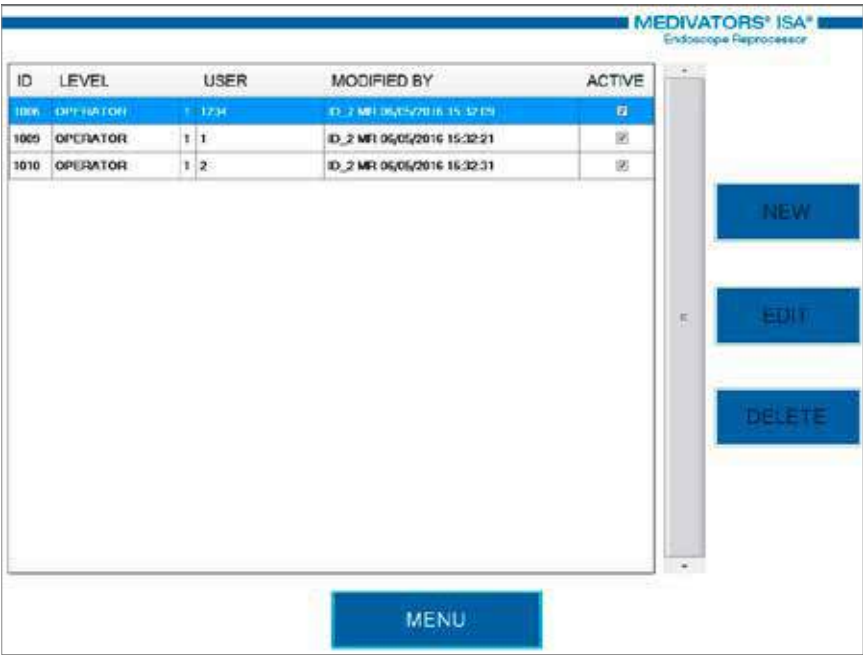 MEDIVATORS® ISA®
Endoscope Reprocessor
ID LEVEL USER MODIFIED BY ACTIVE
OPERATOR 1 1234 ID_2 MR 06/05/2016 15:32:09
1009 OPERATOR 1 1 ID_2 MR 06/05/2016 15:32:21
1010 OPERATOR 1 2 ID_2 MR 06/05/2016 15:32:31
NEW
EDIT
DELETE
MENU